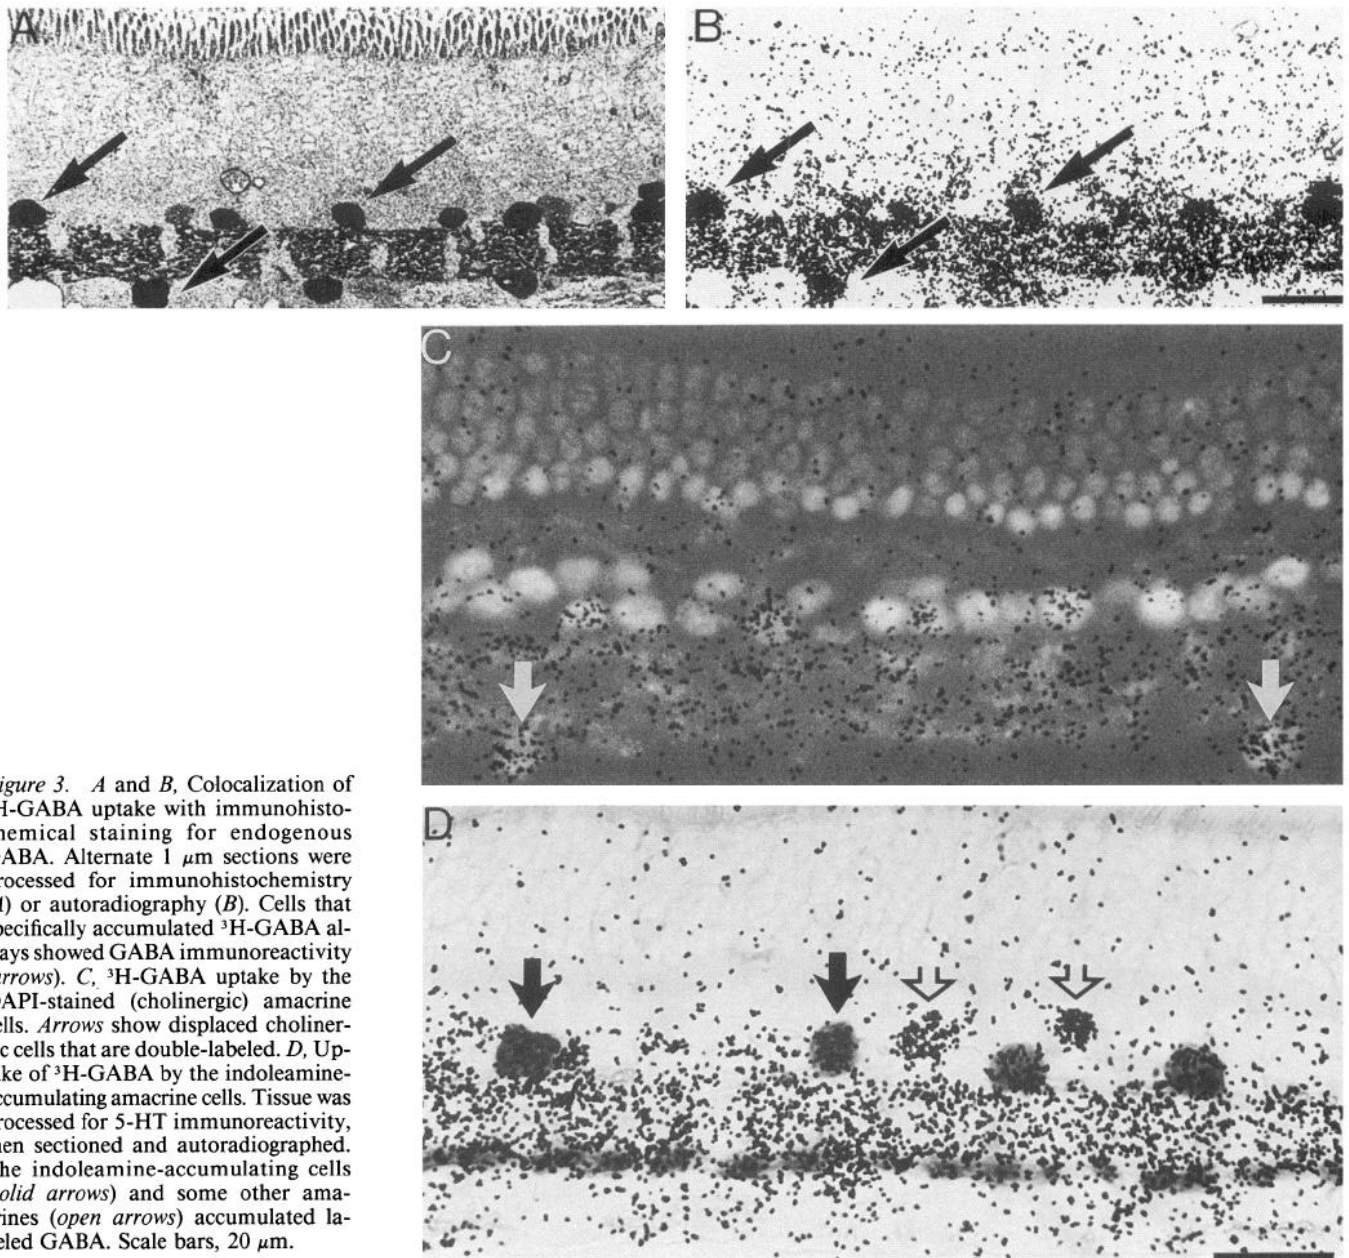 A
B
C
D
igure 3. A and B, Colocalization of
H-GABA uptake with immunohisto-
hemical staining for endogenous
ABA. Alternate 1 μm sections were
rocessed for immunohistochemistry
) or autoradiography (B). Cells that
pecifically accumulated ³H-GABA al-
ays showed GABA immunoreactivity
rrows). C, ³H-GABA uptake by the
API-stained (cholinergic) amacrine
ells. Arrows show displaced choliner-
c cells that are double-labeled. D, Up-
ke of ³H-GABA by the indoleamine-
ccumulating amacrine cells. Tissue was
rocessed for 5-HT immunoreactivity,
en sectioned and autoradiographed.
he indoleamine-accumulating cells
olid arrows) and some other ama-
rines (open arrows) accumulated la-
eled GABA. Scale bars, 20 μm.